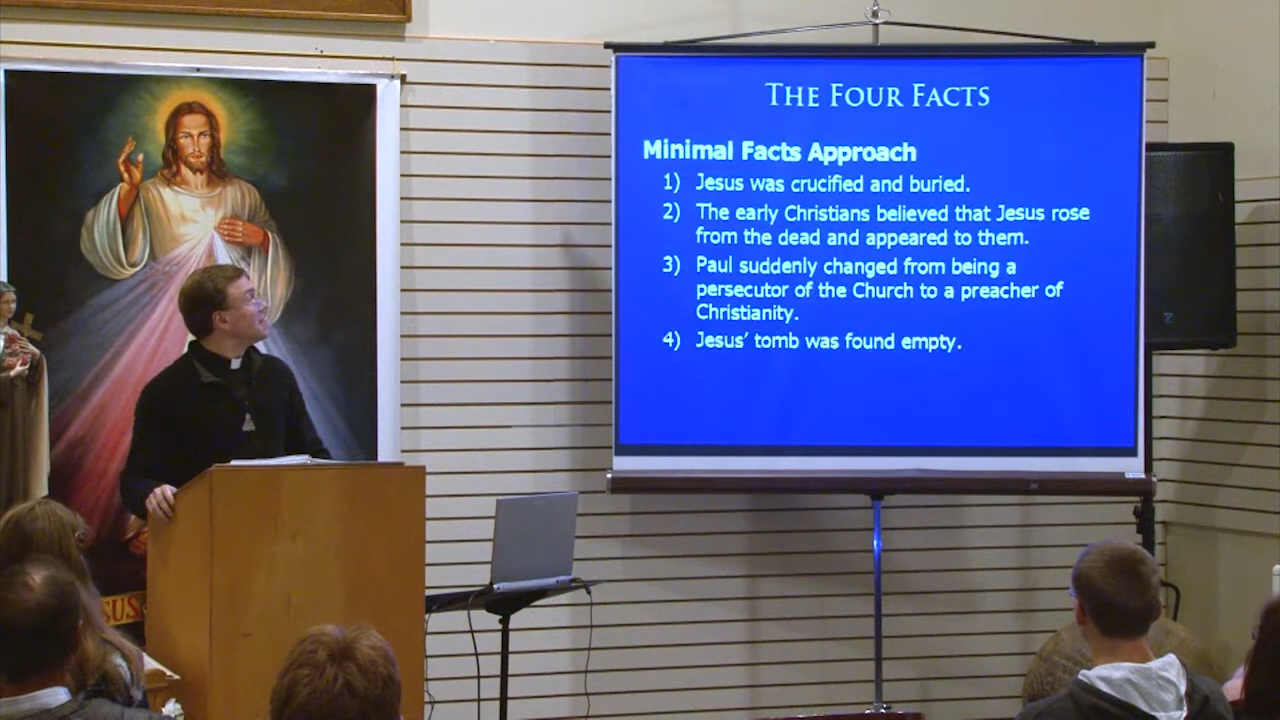 THE FOUR FACTS
Minimal Facts Approach
1) Jesus was crucified and buried.
2) The early Christians believed that Jesus rose
from the dead and appeared to them.
3) Paul suddenly changed from being a
persecutor of the Church to a preacher of
Christianity.
4) Jesus' tomb was found empty.
SUS